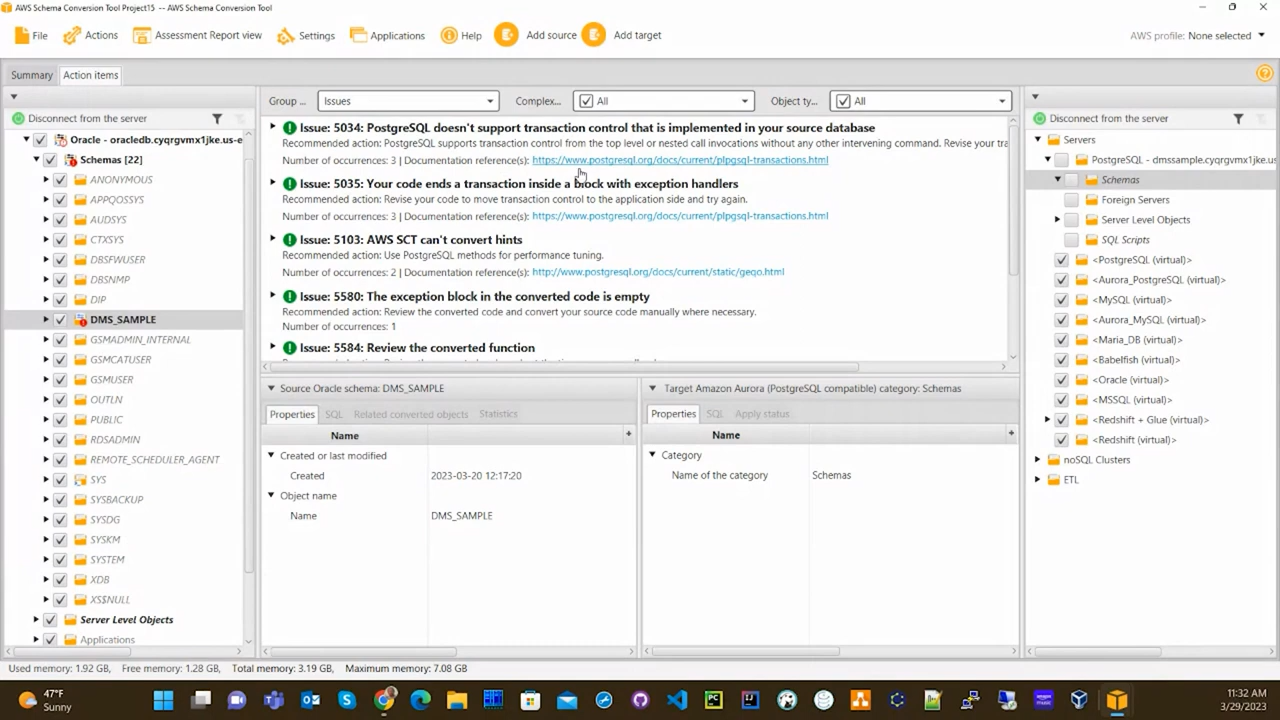 AWS Schema Conversion Tool Project15 -- AWS Schema Conversion Tool
File Actions Assessment Report view Settings Applications Help Add source Add target AWS profile: None selected
Summary Action items
Disconnect from the server
Oracle - oracledb.cyqrgvmx1jke.us-e
Schemas [22]
ANONYMOUS
APPQOSSYS
AUDSYS
CTXSYS
DBSFWUSER
DBSNMP
DIP
DMS_SAMPLE
GSMADMIN_INTERNAL
GSMCATUSER
GSMUSER
OUTLN
PUBLIC
RDSADMIN
REMOTE_SCHEDULER_AGENT
SYS
SYSBACKUP
SYSDG
SYSKM
SYSTEM
XDB
XS$NULL
Server Level Objects
Applications
Group ... Issues Complex... All Object ty... All
Issue: 5034: PostgreSQL doesn't support transaction control that is implemented in your source database
Recommended action: PostgreSQL supports transaction control from the top level or nested call invocations without any other intervening command. Revise your tra
Number of occurrences: 3 | Documentation reference(s): https://www.postgresql.org/docs/current/plpgsql-transactions.html
Issue: 5035: Your code ends a transaction inside a block with exception handlers
Recommended action: Revise your code to move transaction control to the application side and try again.
Number of occurrences: 3 | Documentation reference(s): https://www.postgresql.org/docs/current/plpgsql-transactions.html
Issue: 5103: AWS SCT can't convert hints
Recommended action: Use PostgreSQL methods for performance tuning.
Number of occurrences: 2 | Documentation reference(s): http://www.postgresql.org/docs/current/static/geqo.html
Issue: 5580: The exception block in the converted code is empty
Recommended action: Review the converted code and convert your source code manually where necessary.
Number of occurrences: 1
Issue: 5584: Review the converted function
Source Oracle schema: DMS_SAMPLE
Properties SQL Related converted objects Statistics
Name
Created or last modified
Created 2023-03-20 12:17:20
Object name
Name DMS_SAMPLE
Target Amazon Aurora (PostgreSQL compatible) category: Schemas
Properties SQL Apply status
Name
Category
Name of the category Schemas
Disconnect from the server
Servers
PostgreSQL - dmssample.cyqrgvmx1jke.us
Schemas
Foreign Servers
Server Level Objects
SQL Scripts
<PostgreSQL (virtual)>
<Aurora_PostgreSQL (virtual)>
<MySQL (virtual)>
<Aurora_MySQL (virtual)>
<Maria_DB (virtual)>
<Babelfish (virtual)>
<Oracle (virtual)>
<MSSQL (virtual)>
<Redshift + Glue (virtual)>
<Redshift (virtual)>
noSQL Clusters
ETL
Used memory: 1.92 GB, Free memory: 1.28 GB, Total memory: 3.19 GB, Maximum memory: 7.08 GB
47°F
Sunny
11:32 AM
3/29/2023